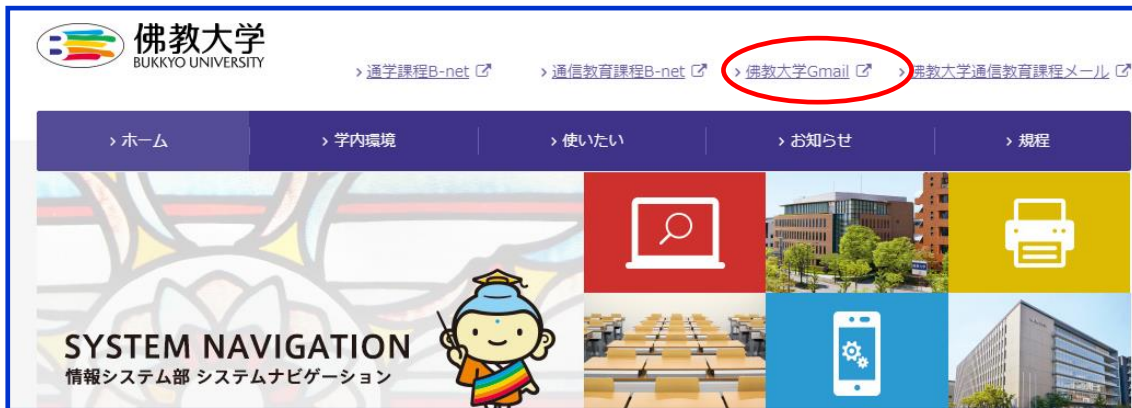 佛教大学
BUKKYO UNIVERSITY
通学課程B-net
通信教育課程B-net
佛教大学Gmail
佛教大学通信教育課程メール
ホーム
学内環境
使いたい
お知らせ
規程
SYSTEM NAVIGATION
情報システム部 システムナビゲーション